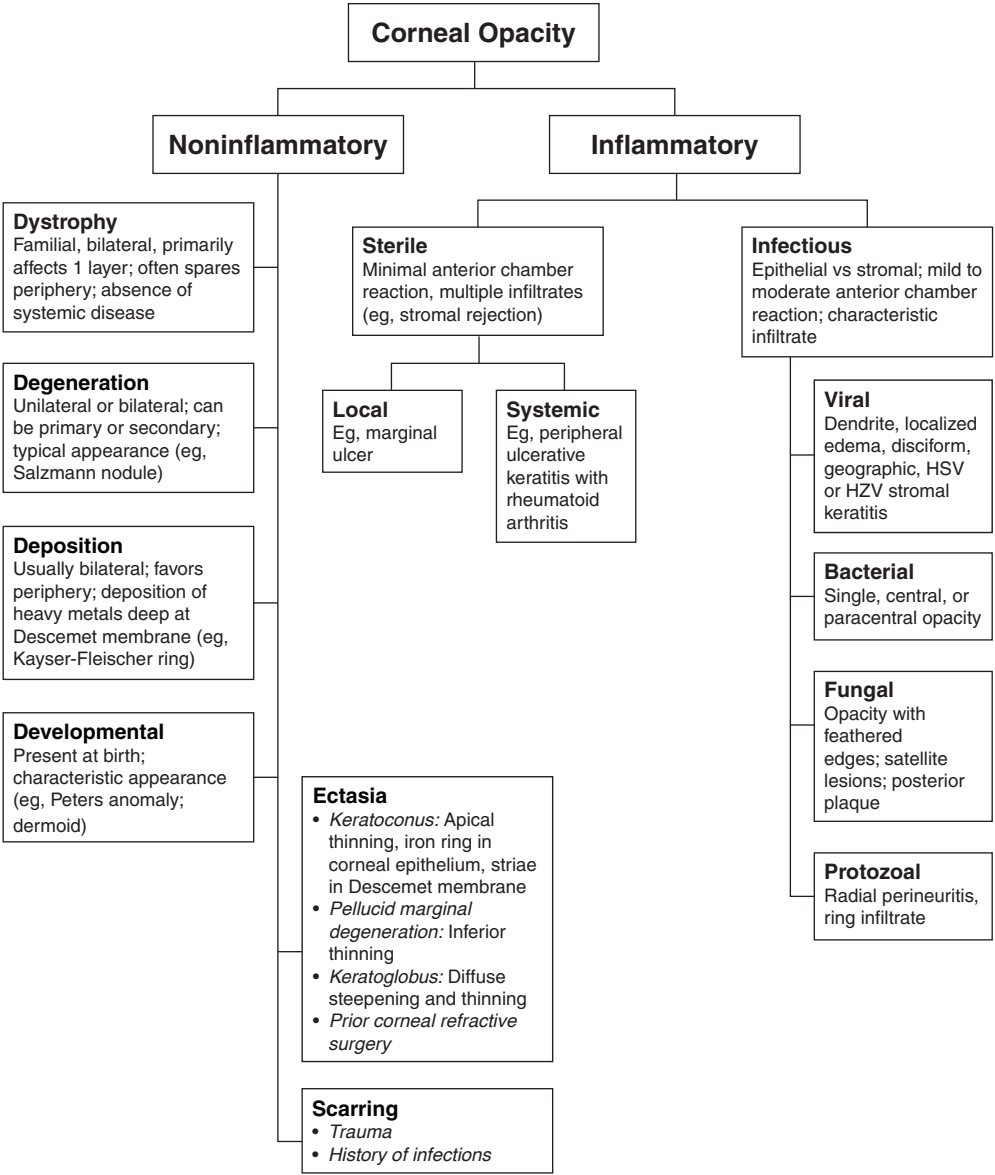 Corneal Opacity
Noninflammatory
Inflammatory
Dystrophy
Familial, bilateral, primarily
affects 1 layer; often spares
periphery; absence of
systemic disease
Degeneration
Unilateral or bilateral; can
be primary or secondary;
typical appearance (eg,
Salzmann nodule)
Deposition
Usually bilateral; favors
periphery; deposition of
heavy metals deep at
Descemet membrane (eg,
Kayser-Fleischer ring)
Developmental
Present at birth;
characteristic appearance
(eg, Peters anomaly;
dermoid)
Ectasia
• Keratoconus: Apical
thinning, iron ring in
corneal epithelium, striae
in Descemet membrane
• Pellucid marginal
degeneration: Inferior
thinning
• Keratoglobus: Diffuse
steepening and thinning
• Prior corneal refractive
surgery
Scarring
• Trauma
• History of infections
Sterile
Minimal anterior chamber
reaction, multiple infiltrates
(eg, stromal rejection)
Local
Eg, marginal
ulcer
Systemic
Eg, peripheral
ulcerative
keratitis with
rheumatoid
arthritis
Infectious
Epithelial vs stromal; mild to
moderate anterior chamber
reaction; characteristic
infiltrate
Viral
Dendrite, localized
edema, disciform,
geographic, HSV
or HZV stromal
keratitis
Bacterial
Single, central, or
paracentral opacity
Fungal
Opacity with
feathered
edges; satellite
lesions; posterior
plaque
Protozoal
Radial perineuritis,
ring infiltrate